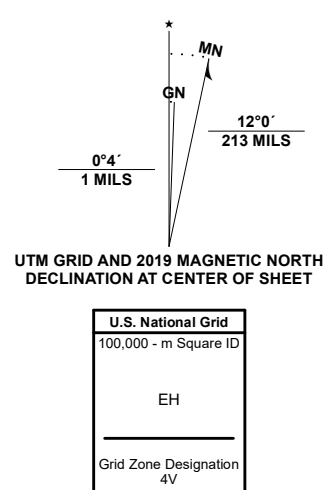 ★
MN
GN
12°0´
213 MILS
0°4´
1 MILS
UTM GRID AND 2019 MAGNETIC NORTH
DECLINATION AT CENTER OF SHEET
U.S. National Grid
100,000 - m Square ID
EH
Grid Zone Designation
4V